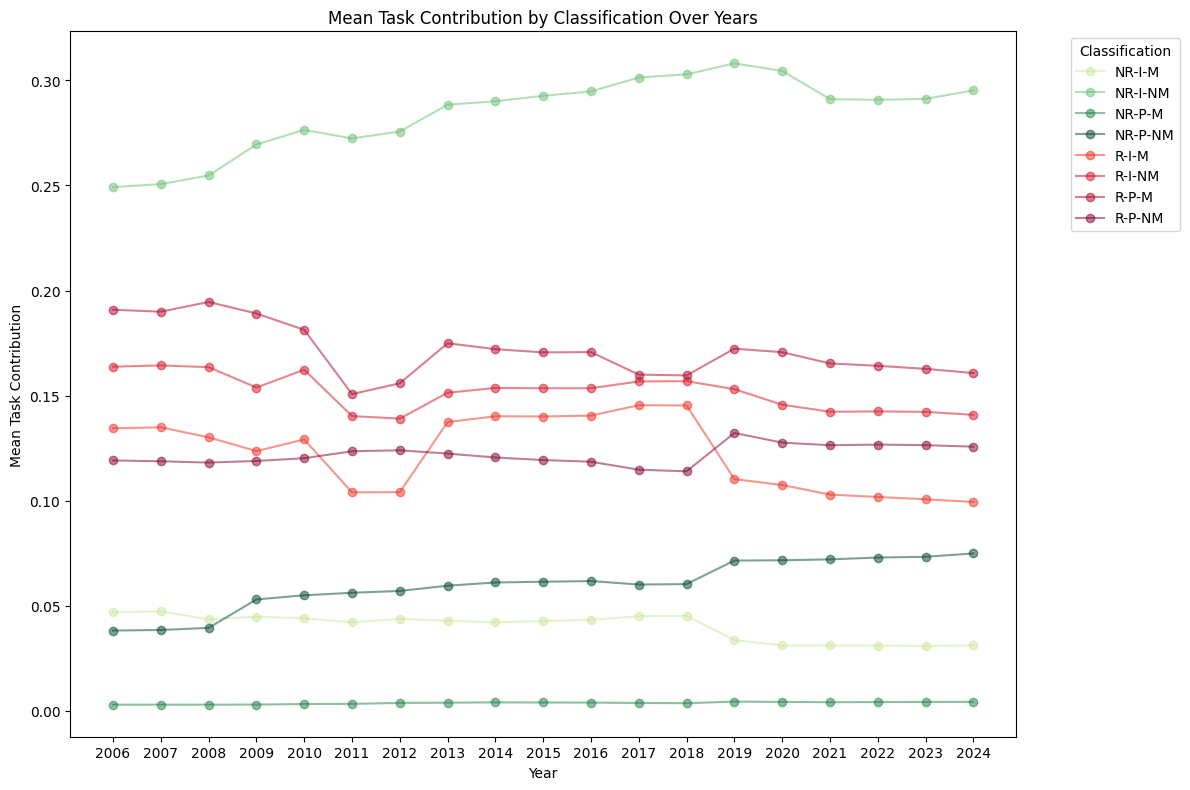 Mean Task Contribution by Classification Over Years
Classification
NR-I-M
NR-I-NM
NR-P-M
NR-P-NM
R-I-M
R-I-NM
R-P-M
R-P-NM
Mean Task Contribution
0.30
0.25
0.20
0.15
0.10
0.05
0.00
2006 2007 2008 2009 2010 2011 2012 2013 2014 2015 2016 2017 2018 2019 2020 2021 2022 2023 2024
Year